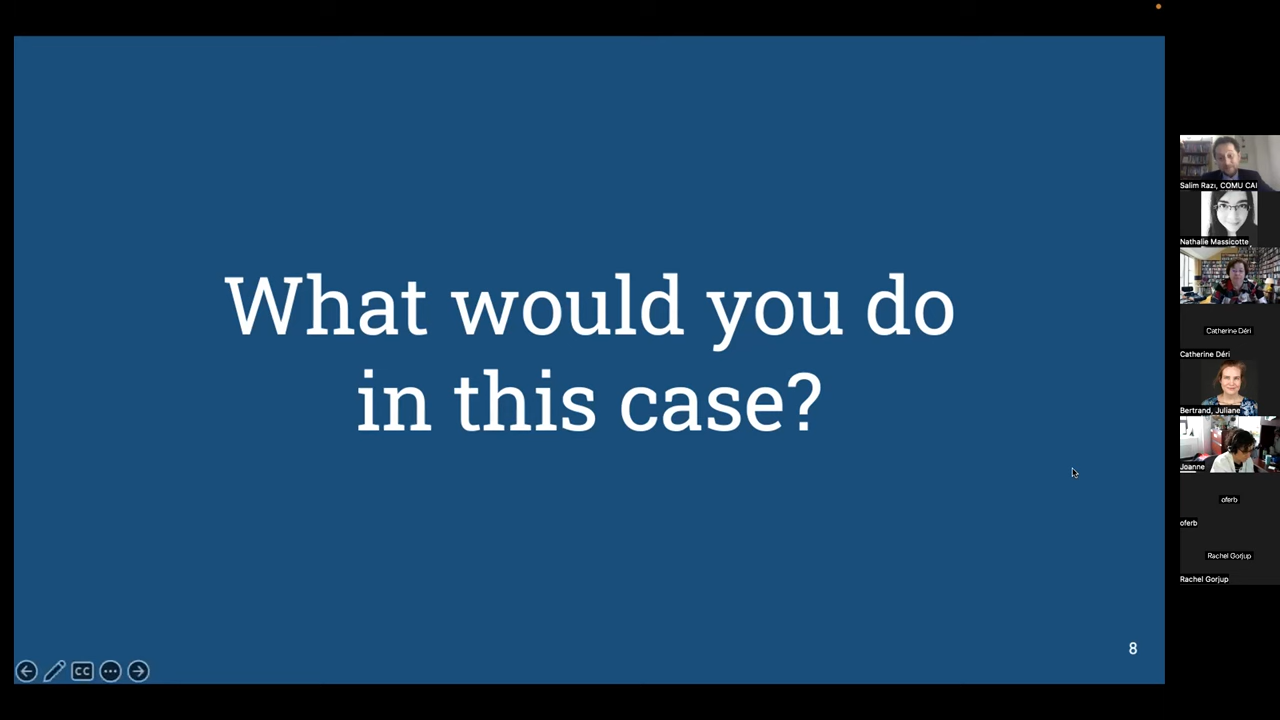 What would you do
in this case?
8
CC
Salim Razı, COMU CAI
Nathalie Massicotte
Catherine Déri
Catherine Déri
Bertrand, Juliane
Joanne
oferb
oferb
Rachel Gorjup
Rachel Gorjup